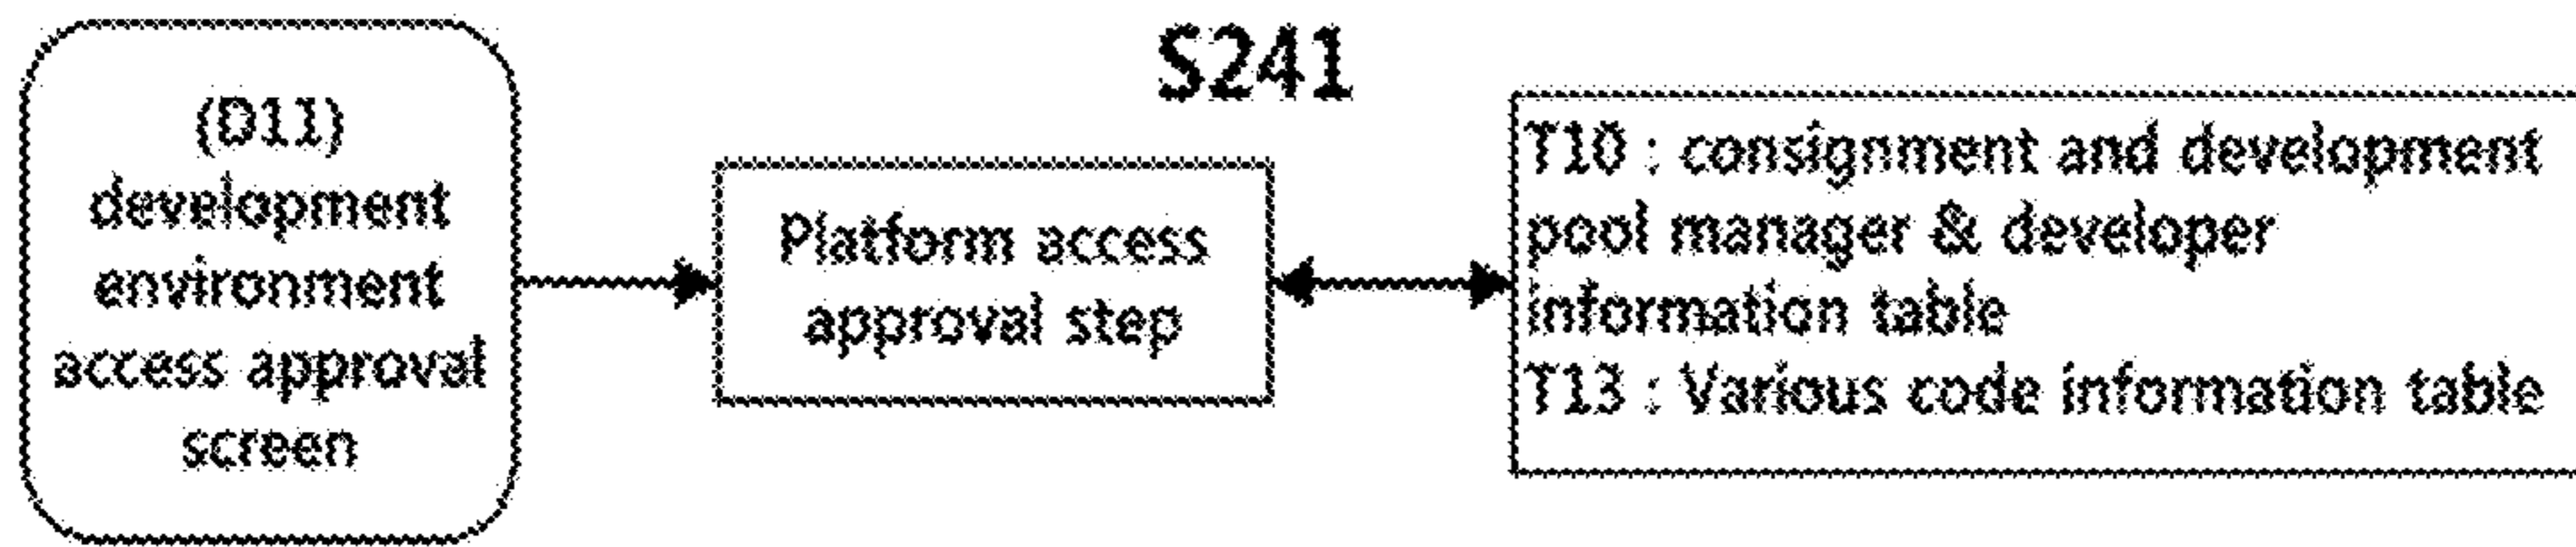 S241
(D11)
development
environment
access approval
screen
Platform access
approval step
T10 : consignment and development
pool manager & developer
information table
T13 : Various code information table